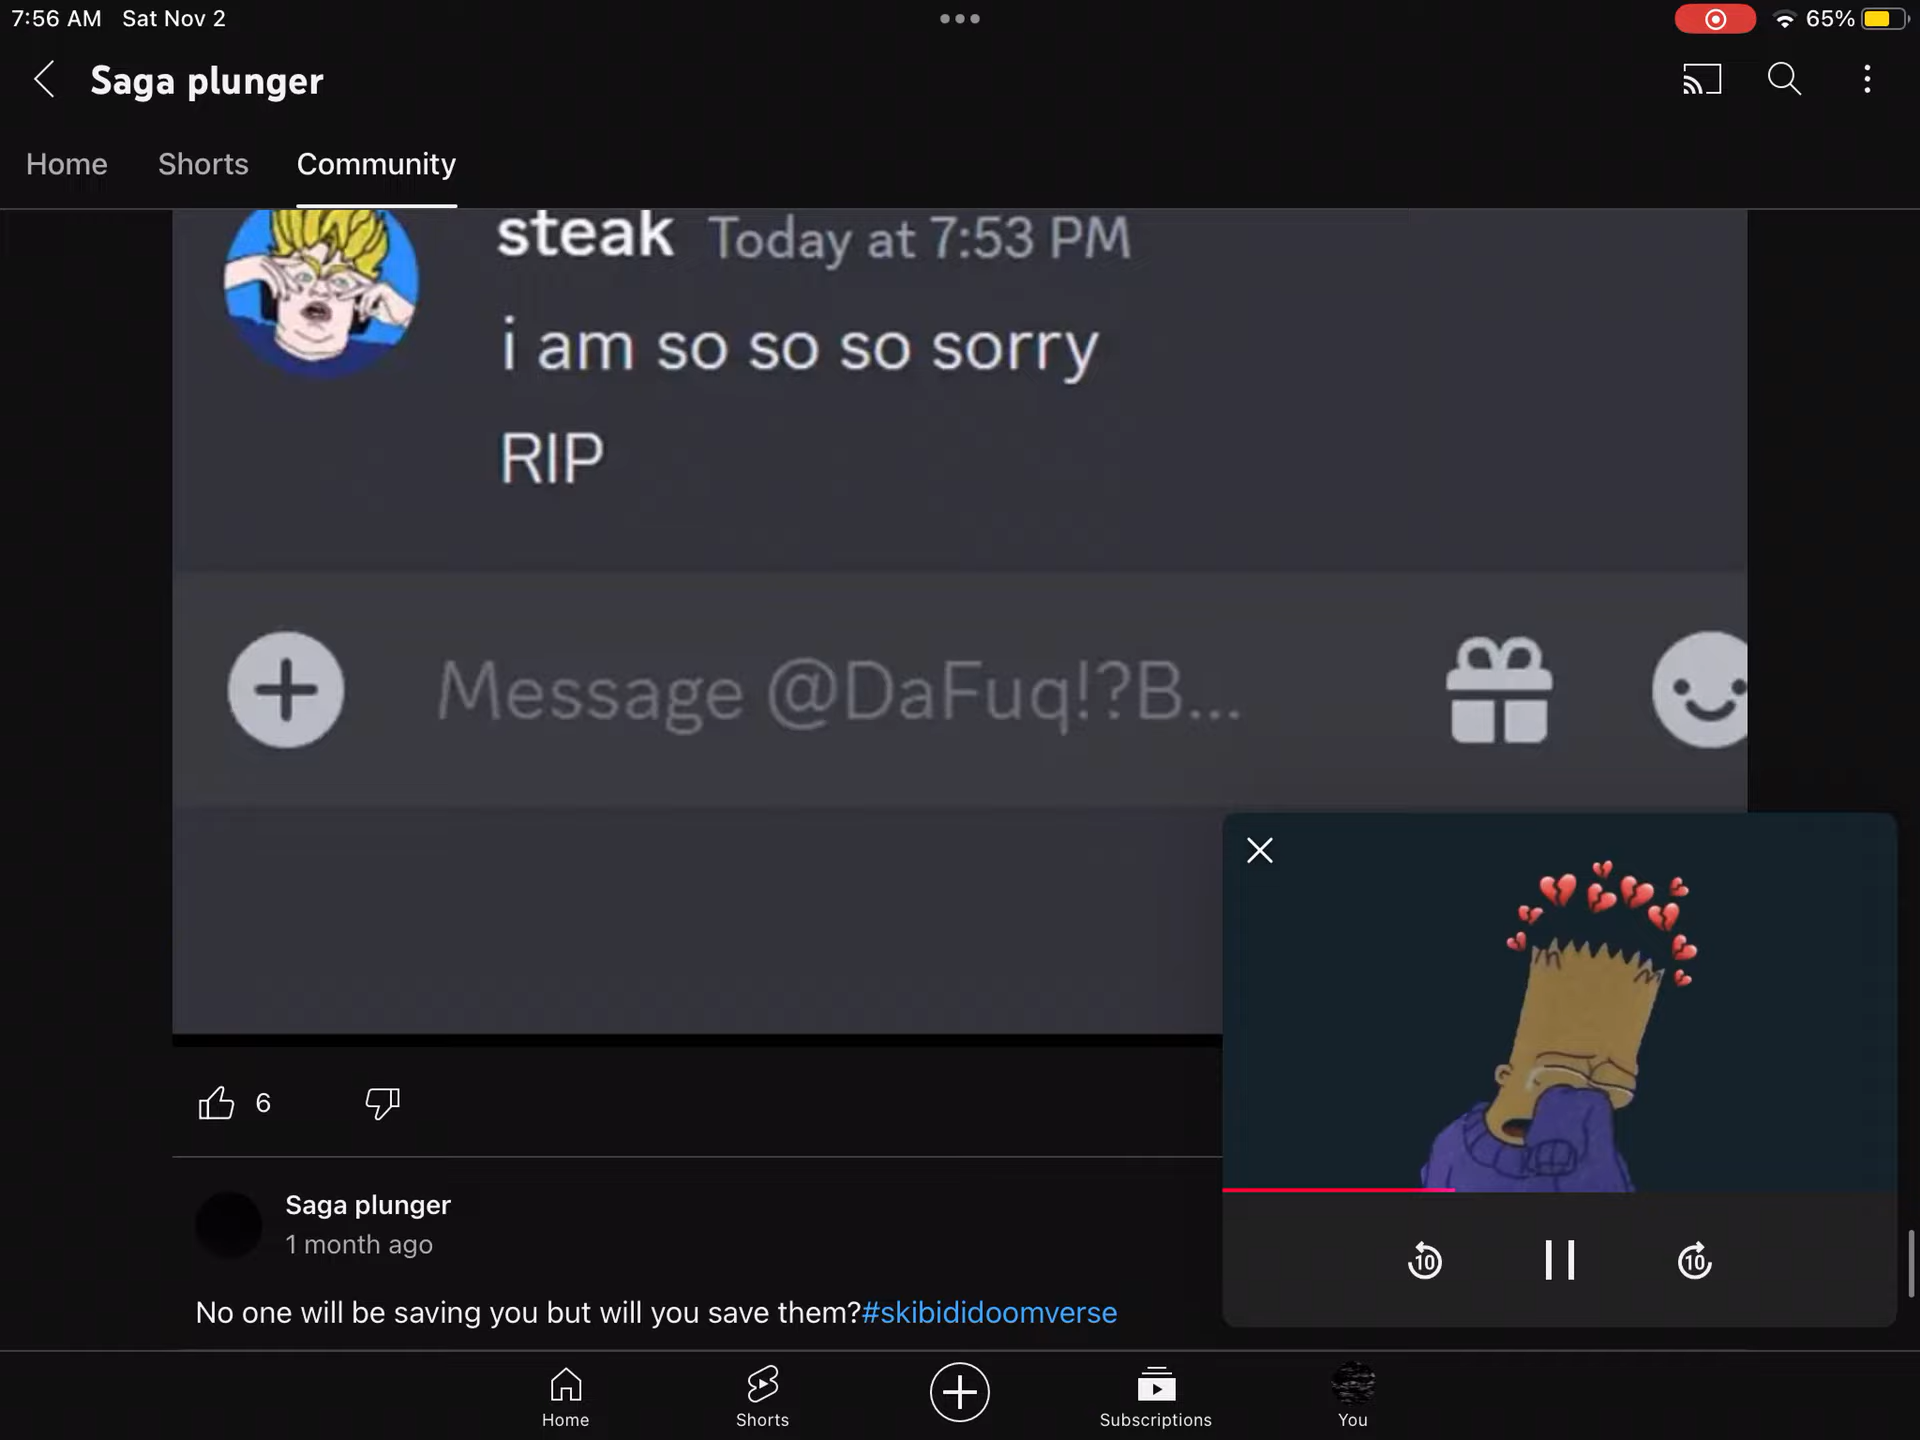 7:56 AM Sat Nov 2
65%
Saga plunger
Home Shorts Community
steak Today at 7:53 PM
i am so so so sorry
RIP
Message @DaFuq!?B...
6
Saga plunger
1 month ago
No one will be saving you but will you save them?#skibididoomverse
10 10
Home Shorts Subscriptions You